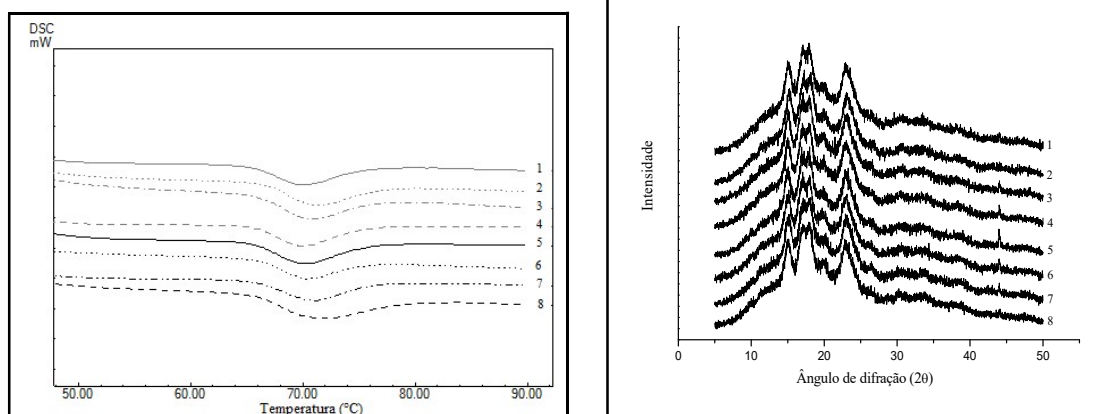 DSC
mW
1
2
3
4
5
6
7
8
50.00 60.00 70.00 80.00 90.00
Temperatura (°C)
Intensidade
1
2
3
4
5
6
7
8
0 10 20 30 40 50
Ângulo de difração (2θ)